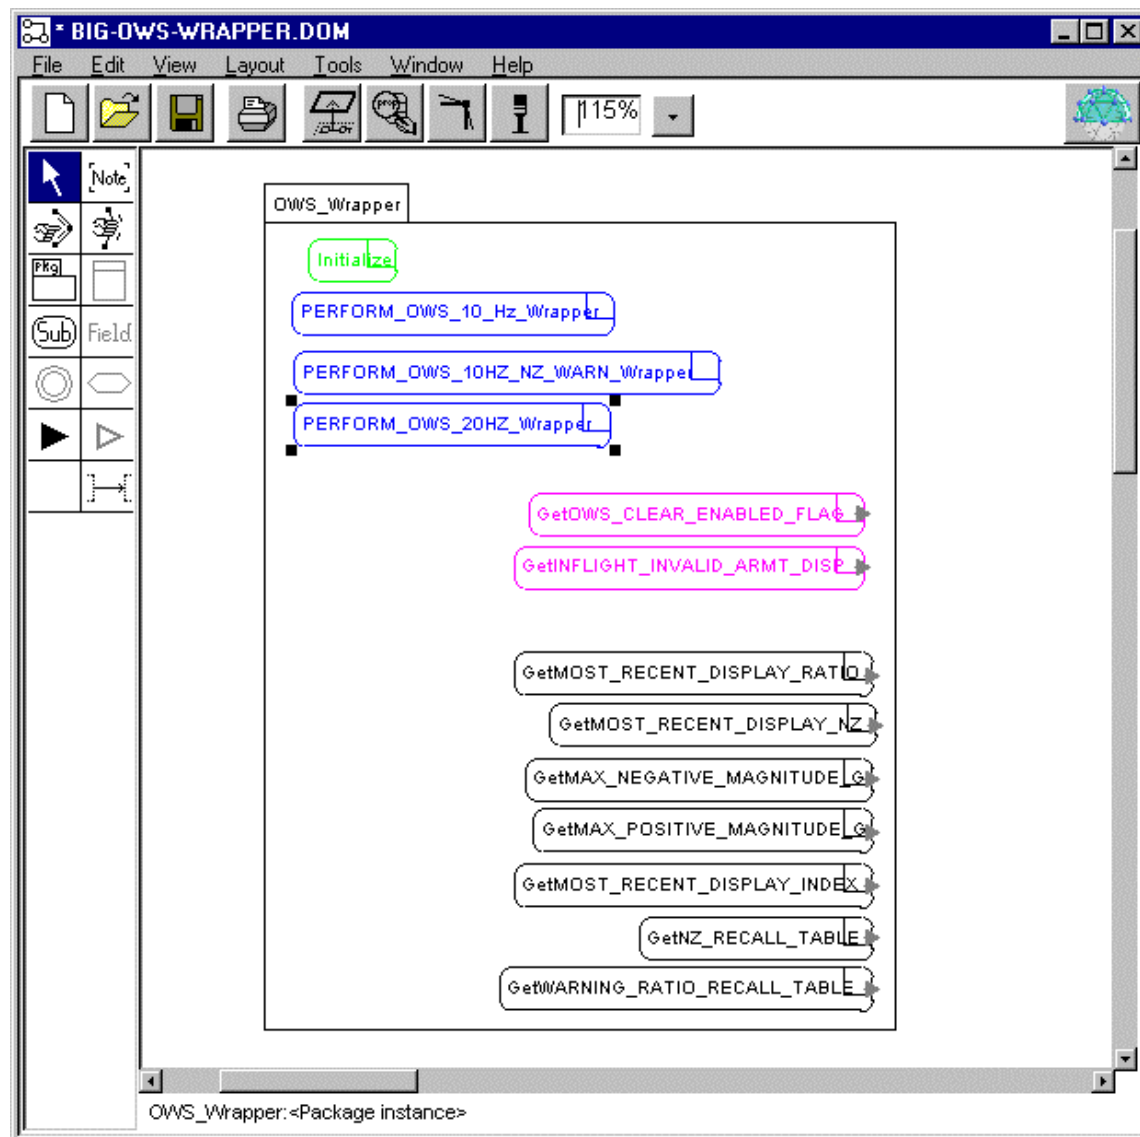 * BIG-OWS-WRAPPER.DOM
File Edit View Layout Tools Window Help
prop
115%
[Note]
Pkg
Sub Field
OWS_Wrapper
Initialize
PERFORM_OWS_10_Hz_Wrapper
PERFORM_OWS_10HZ_NZ_WARN_Wrapper
PERFORM_OWS_20HZ_Wrapper
GetOWS_CLEAR_ENABLED_FLAG
GetINFLIGHT_INVALID_ARMT_DISP
GetMOST_RECENT_DISPLAY_RATIO
GetMOST_RECENT_DISPLAY_NZ
GetMAX_NEGATIVE_MAGNITUDE_G
GetMAX_POSITIVE_MAGNITUDE_G
GetMOST_RECENT_DISPLAY_INDEX
GetNZ_RECALL_TABLE
GetWARNING_RATIO_RECALL_TABLE
OWS_Wrapper:<Package instance>